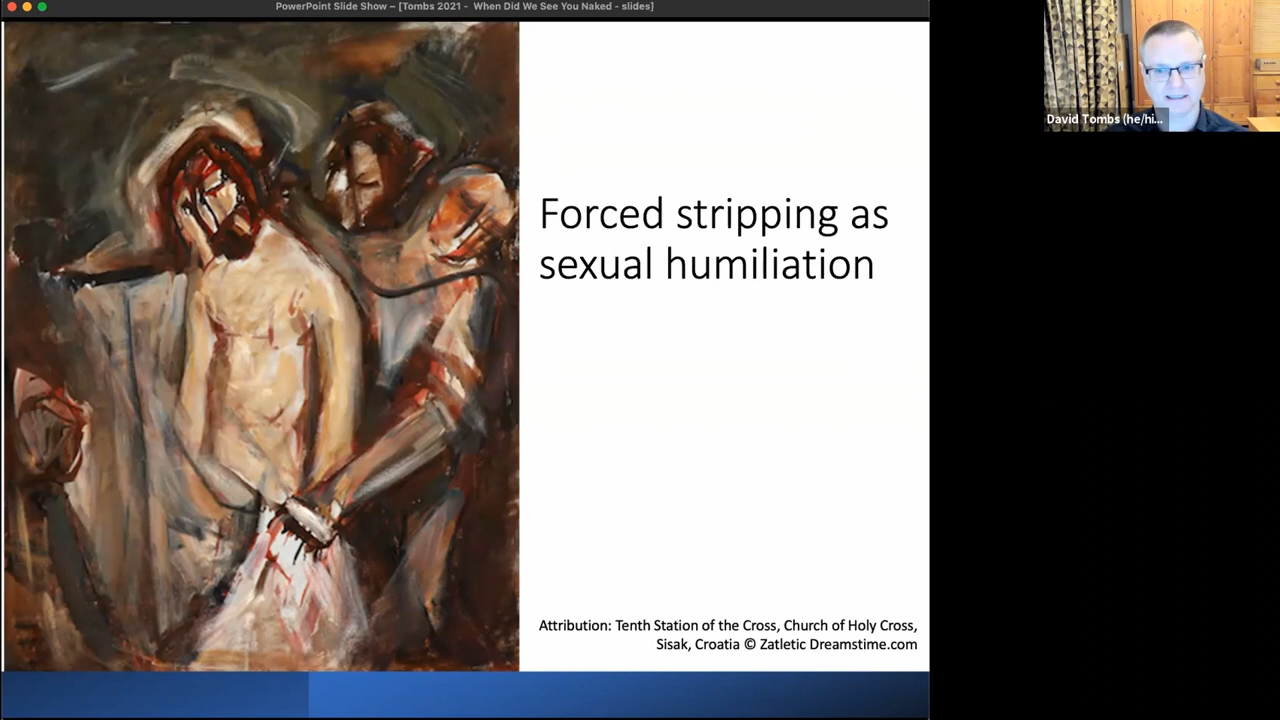 PowerPoint Slide Show – [Tombs 2021 - When Did We See You Naked - slides]
David Tombs (he/hi...
Forced stripping as
sexual humiliation
Attribution: Tenth Station of the Cross, Church of Holy Cross,
Sisak, Croatia © Zatletic Dreamstime.com